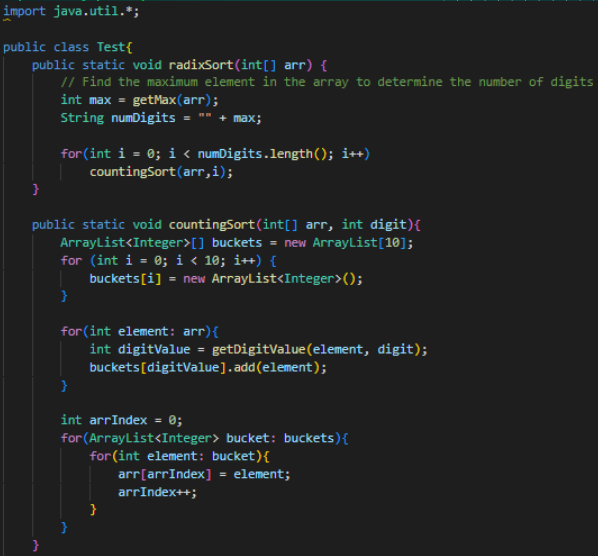 import java.util.*;
public class Test{
public static void radixSort(int[] arr) {
// Find the maximum element in the array to determine the number of digits
int max = getMax(arr);
String numDigits = "" + max;
for(int i = 0; i < numDigits.length(); i++)
countingSort(arr,i);
}
public static void countingSort(int[] arr, int digit){
ArrayList<Integer>[] buckets = new ArrayList[10];
for (int i = 0; i < 10; i++) {
buckets[i] = new ArrayList<Integer>();
}
for(int element: arr){
int digitValue = getDigitValue(element, digit);
buckets[digitValue].add(element);
}
int arrIndex = 0;
for(ArrayList<Integer> bucket: buckets){
for(int element: bucket){
arr[arrIndex] = element;
arrIndex++;
}
}
}